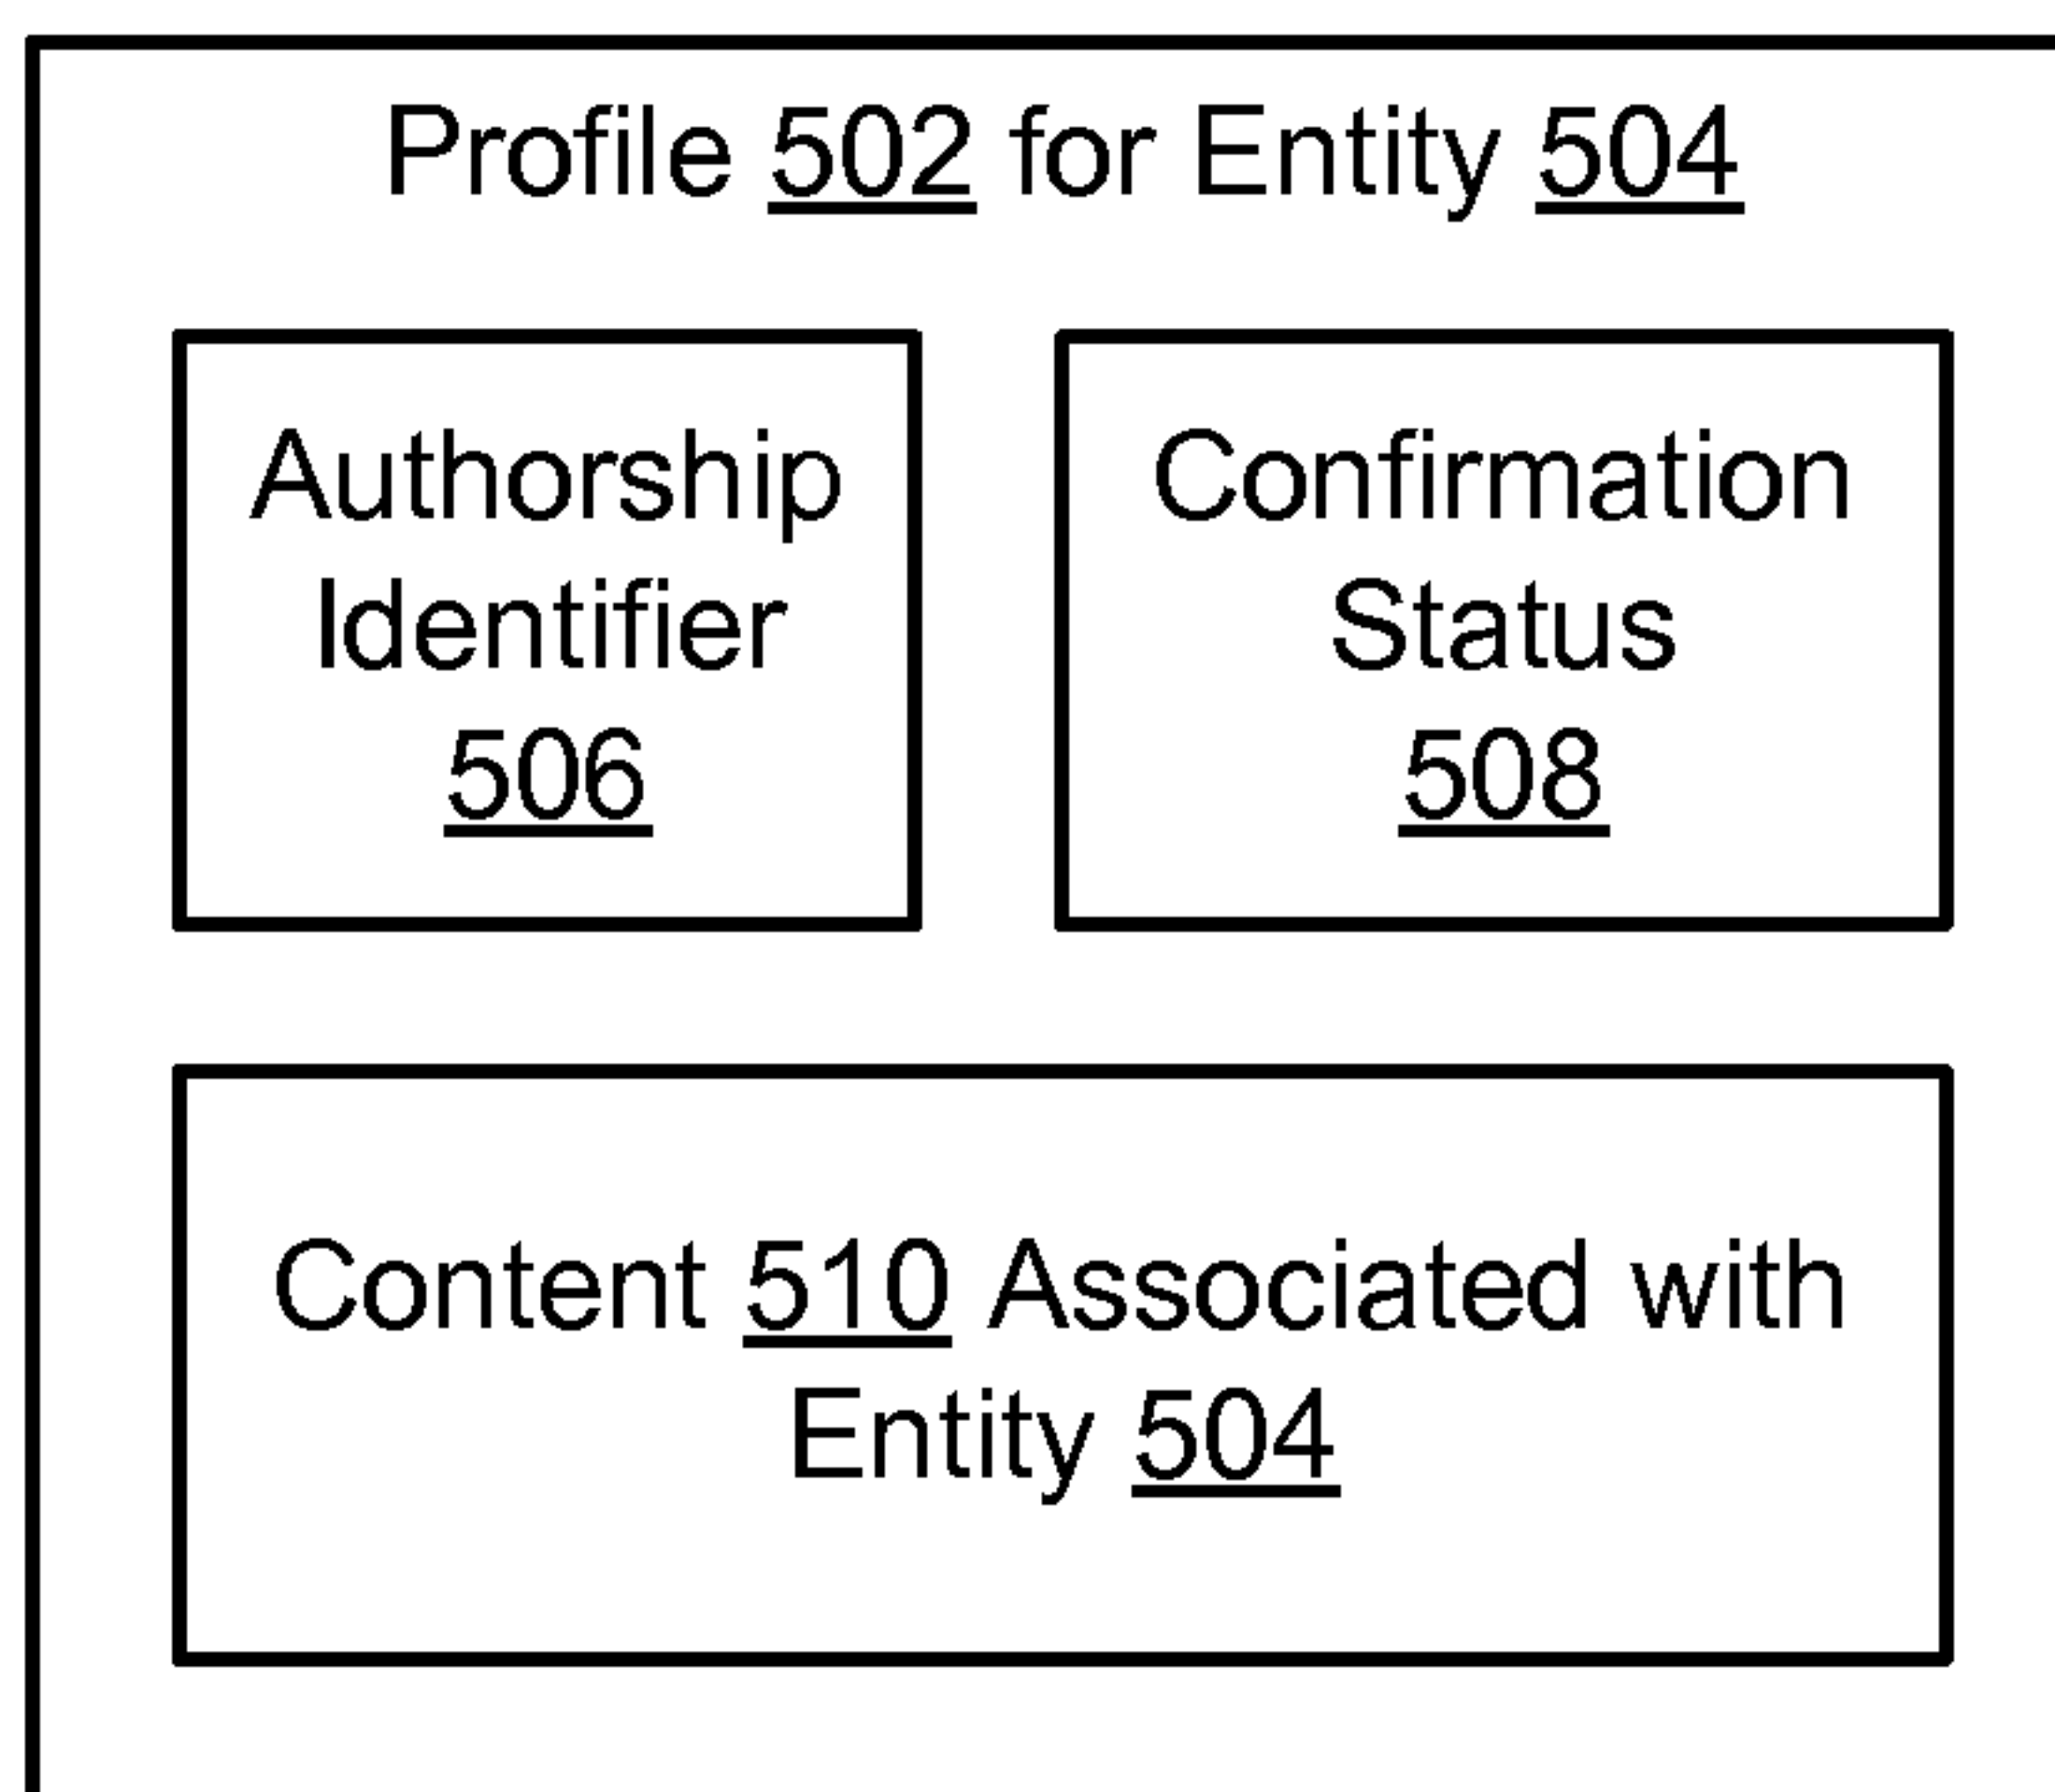 Profile 502 for Entity 504
Authorship
Identifier
506
Confirmation
Status
508
Content 510 Associated with
Entity 504